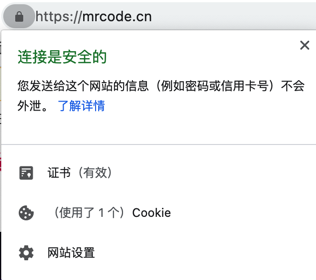 https://mrcode.cn
连接是安全的
您发送给这个网站的信息（例如密码或信用卡号）不会
外泄。 了解详情
证书（有效）
（使用了 1 个）Cookie
网站设置